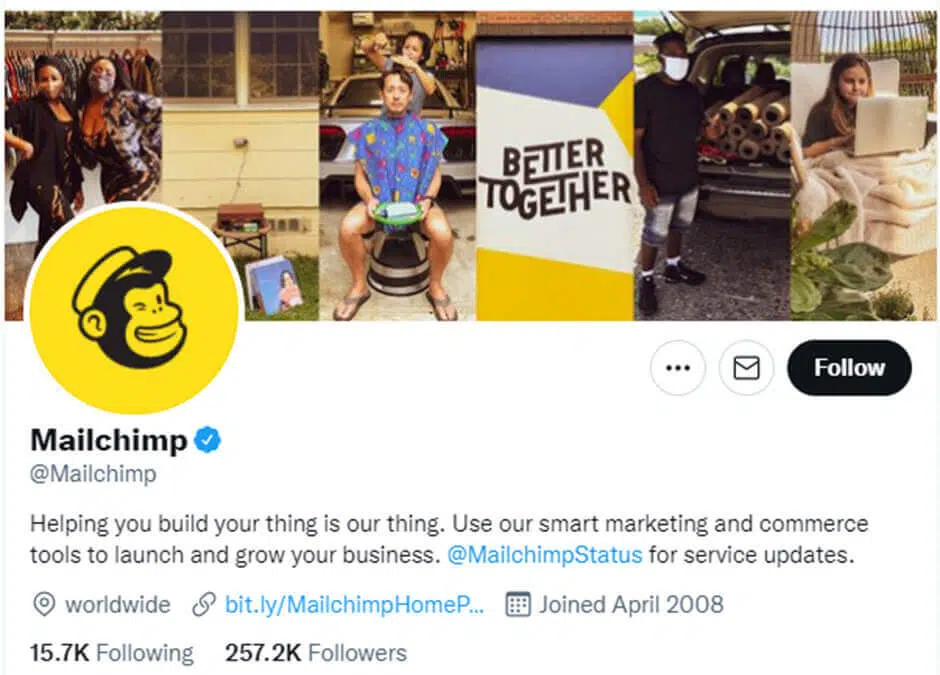 BETTER
TOGETHER
Follow
Mailchimp
@Mailchimp
Helping you build your thing is our thing. Use our smart marketing and commerce
tools to launch and grow your business. @MailchimpStatus for service updates.
worldwide bit.ly/MailchimpHomeP... Joined April 2008
15.7K Following 257.2K Followers